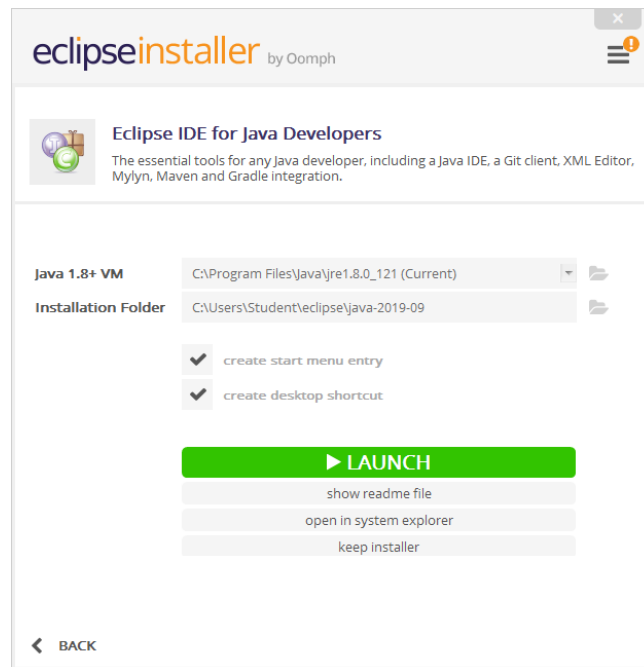 eclipseinstaller by Oomph
!
Eclipse IDE for Java Developers
The essential tools for any Java developer, including a Java IDE, a Git client, XML Editor,
Mylyn, Maven and Gradle integration.
Java 1.8+ VM C:\Program Files\Java\jre1.8.0_121 (Current)
Installation Folder C:\Users\Student\eclipse\java-2019-09
create start menu entry
create desktop shortcut
LAUNCH
show readme file
open in system explorer
keep installer
BACK